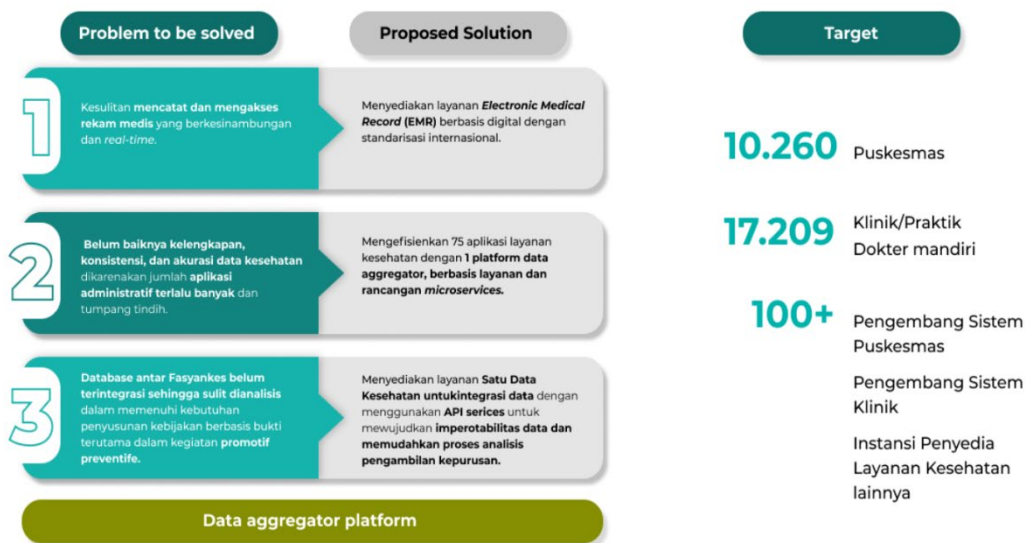 Problem to be solved
Proposed Solution
1
Kesulitan mencatat dan mengakses
rekam medis yang berkesinambungan
dan real-time.
Menyediakan layanan Electronic Medical
Record (EMR) berbasis digital dengan
standarisasi internasional.
2
Belum baiknya kelengkapan,
konsistensi, dan akurasi data kesehatan
dikarenakan jumlah aplikasi
administratif terlalu banyak dan
tumpang tindih.
Mengefisienkan 75 aplikasi layanan
kesehatan dengan 1 platform data
aggregator, berbasis layanan dan
rancangan microservices.
3
Database antar Fasyankes belum
terintegrasi sehingga sulit dianalisis
dalam memenuhi kebutuhan
penyusunan kebijakan berbasis bukti
terutama dalam kegiatan promotif
preventife.
Menyediakan layanan Satu Data
Kesehatan untukintegrasi data dengan
menggunakan API serices untuk
mewujudkan imperotabilitas data dan
memudahkan proses analisis
pengambilan kepurusan.
Data aggregator platform
Target
10.260 Puskesmas
17.209 Klinik/Praktik
Dokter mandiri
100+ Pengembang Sistem
Puskesmas
Pengembang Sistem
Klinik
Instansi Penyedia
Layanan Kesehatan
lainnya